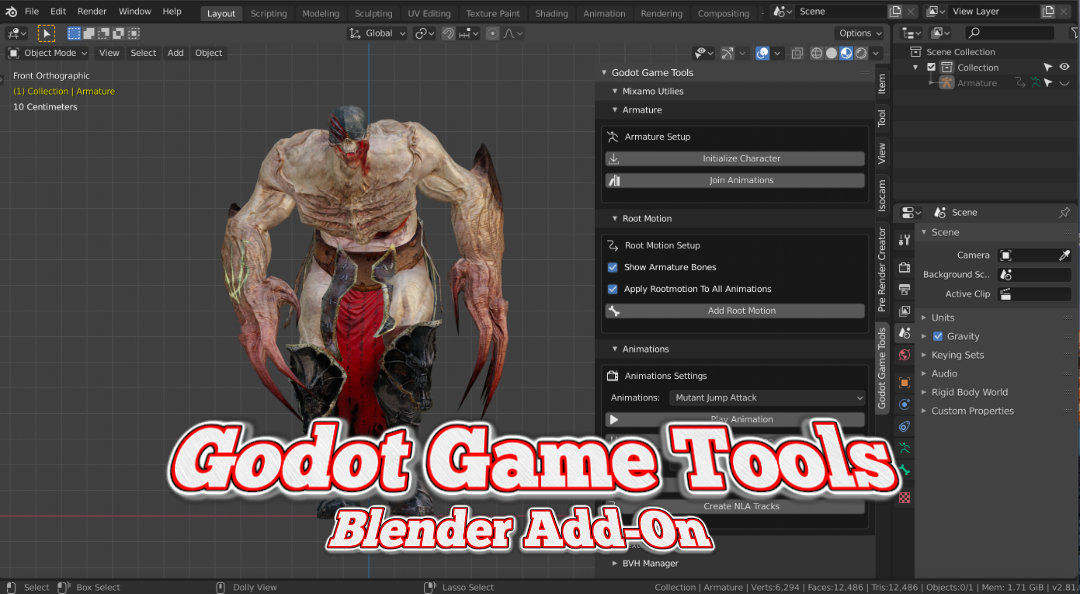 File Edit Render Window Help Layout Scripting Modeling Sculpting UV Editing Texture Paint Shading Animation Rendering Compositing Scene View Layer
Global Options
Object Mode View Select Add Object
Front Orthographic
(1) Collection | Armature
10 Centimeters
Godot Game Tools
Mixamo Utilies
Armature
Armature Setup
Initialize Character
Join Animations
Root Motion
Root Motion Setup
Show Armature Bones
Apply Rootmotion To All Animations
Add Root Motion
Animations
Animations Settings
Animations: Mutant Jump Attack
Play Animation
Create NLA Tracks
BVH Manager
Item
Tool
View
Isocam
Pre Render Creator
Godot Game Tools
Scene Collection
Collection
Armature
Scene
Scene
Camera
Background Sc..
Active Clip
Units
Gravity
Keying Sets
Audio
Rigid Body World
Custom Properties
Godot Game Tools
Blender Add-On
Select Box Select Dolly View Lasso Select Collection | Armature | Verts:6,294 | Faces:12,486 | Tris:12,486 | Objects:0/1 | Mem: 1.71 GiB | v2.81